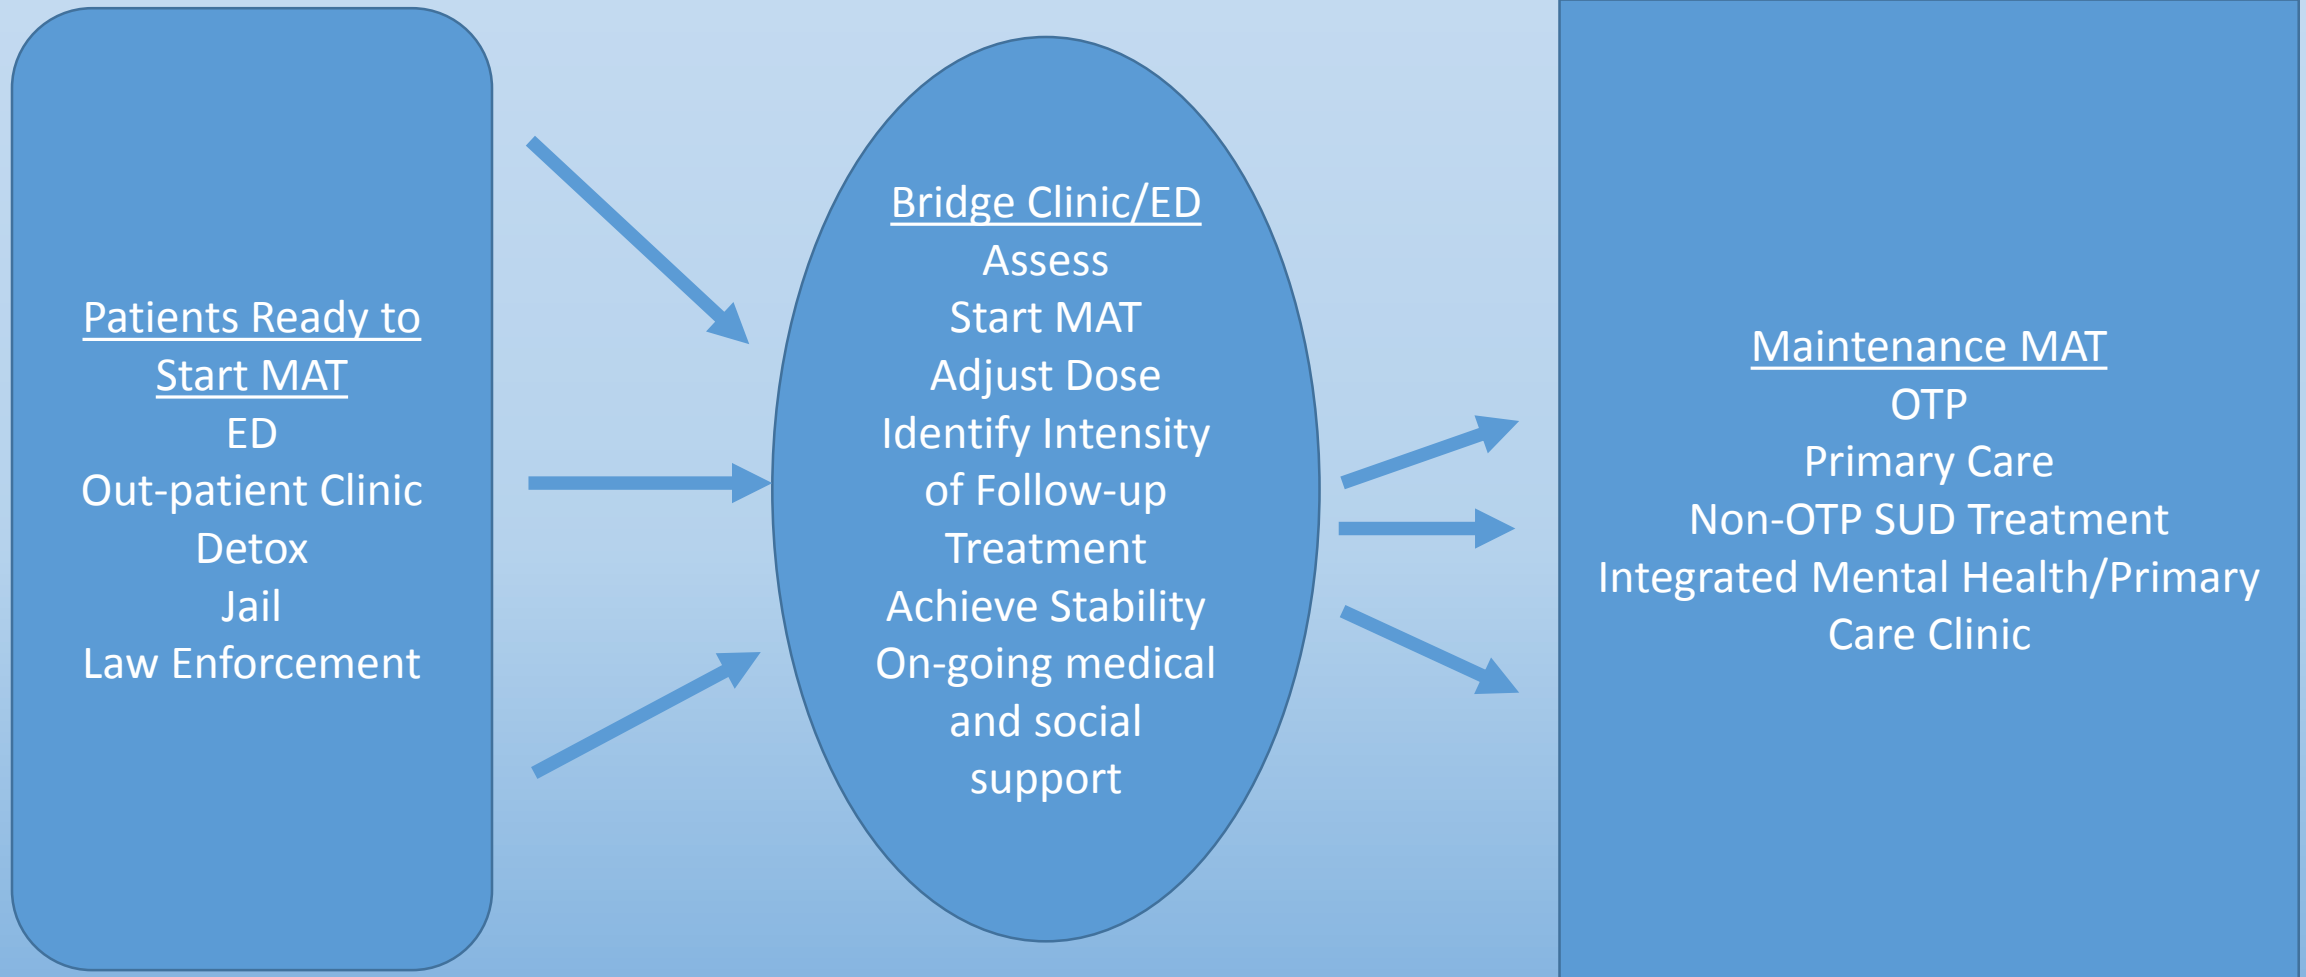 Patients Ready to
Start MAT
ED
Out-patient Clinic
Detox
Jail
Law Enforcement
Bridge Clinic/ED
Assess
Start MAT
Adjust Dose
Identify Intensity
of Follow-up
Treatment
Achieve Stability
On-going medical
and social
support
Maintenance MAT
OTP
Primary Care
Non-OTP SUD Treatment
Integrated Mental Health/Primary
Care Clinic